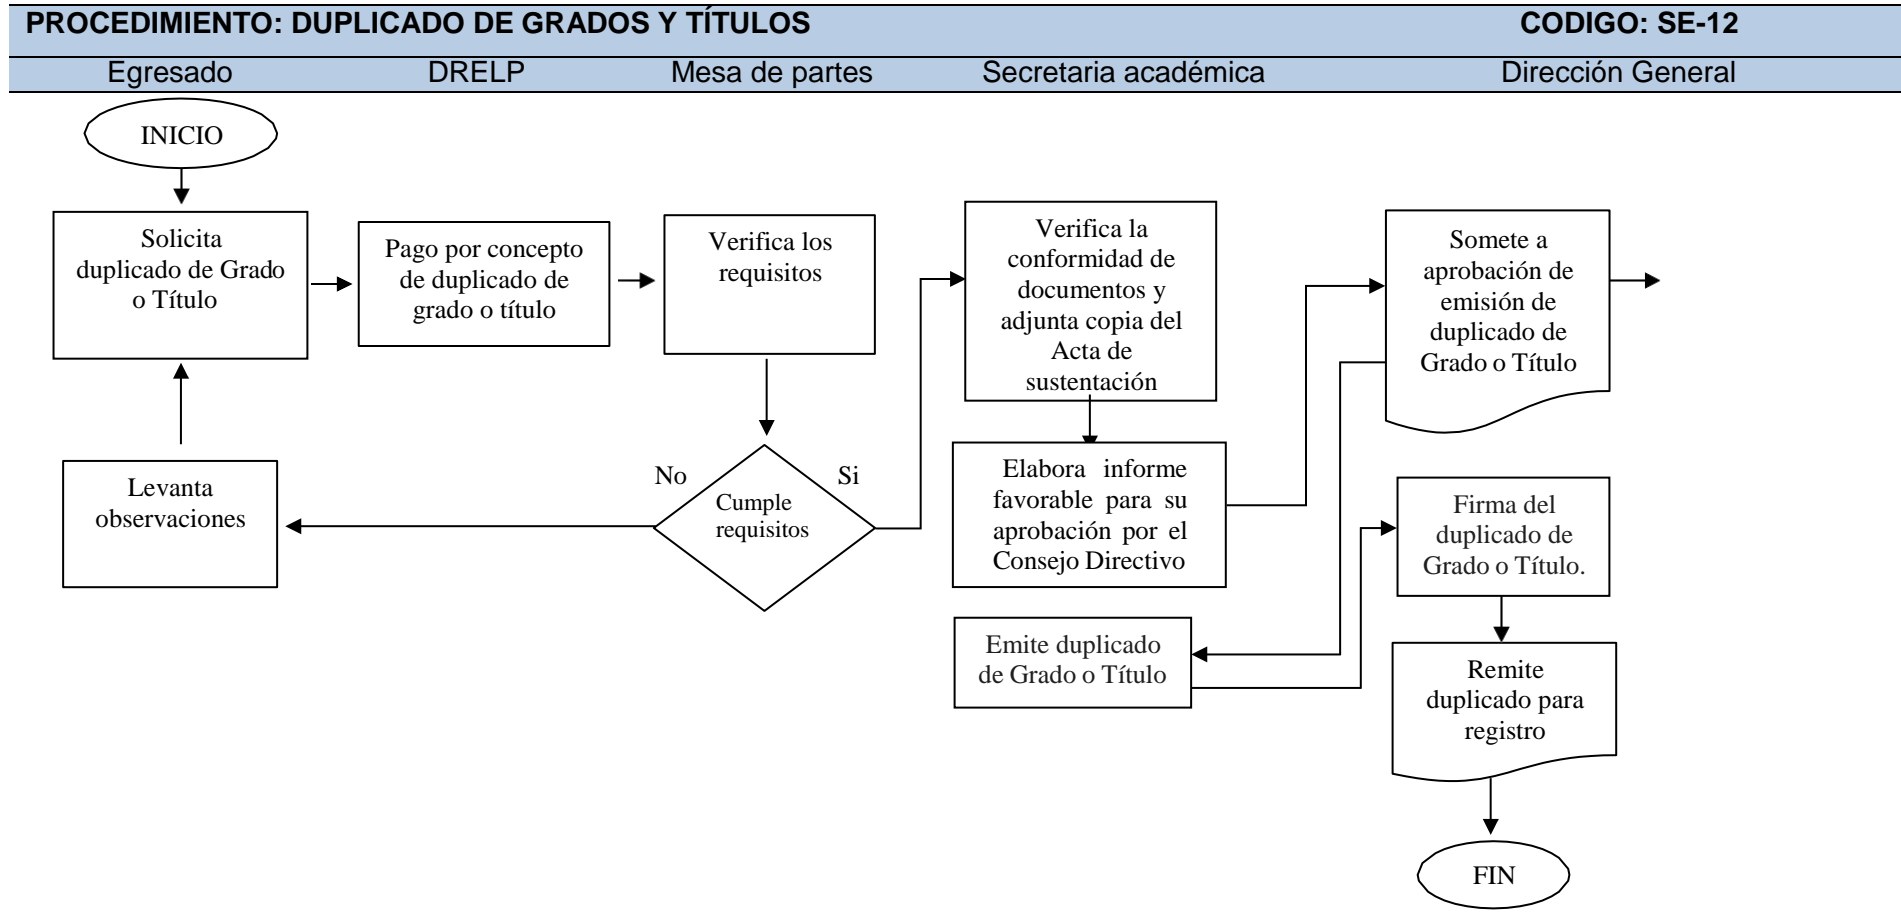 PROCEDIMIENTO: DUPLICADO DE GRADOS Y TÍTULOS
CODIGO: SE-12
Egresado
DRELP
Mesa de partes
Secretaria académica
Dirección General
INICIO
Solicita
duplicado de Grado
o Título
Pago por concepto
de duplicado de
grado o título
Verifica los
requisitos
Verifica la
conformidad de
documentos y
adjunta copia del
Acta de
sustentación
Somete a
aprobación de
emisión de
duplicado de
Grado o Título
Levanta
observaciones
No
Si
Cumple
requisitos
Elabora informe
favorable para su
aprobación por el
Consejo Directivo
Firma del
duplicado de
Grado o Título.
Emite duplicado
de Grado o Título
Remite
duplicado para
registro
FIN